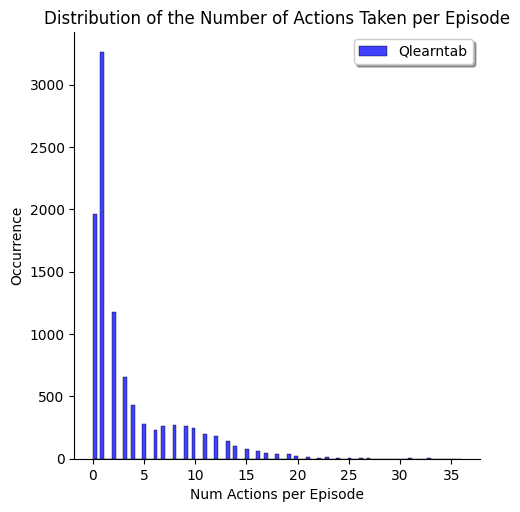 Distribution of the Number of Actions Taken per Episode
Qlearntab
3000
2500
2000
1500
1000
500
0
Occurrence
0 5 10 15 20 25 30 35
Num Actions per Episode